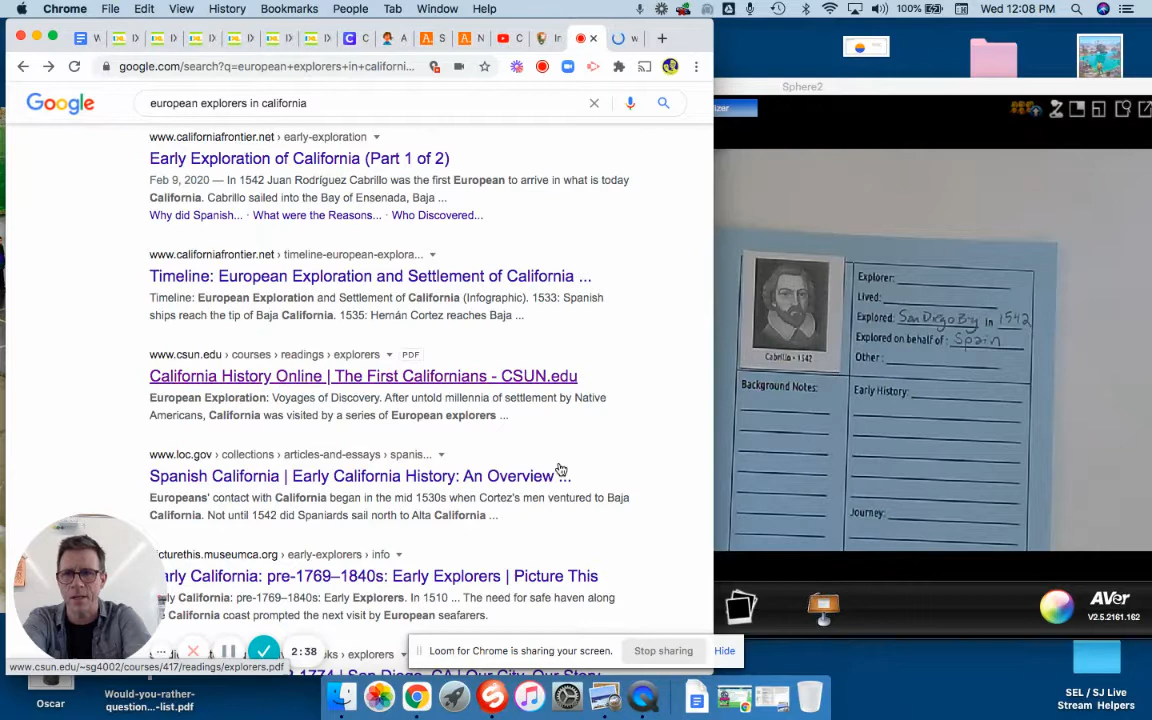 Chrome File Edit View History Bookmarks People Tab Window Help 100% Wed 12:08 PM
google.com/search?q=european+explorers+in+californi...
Google european explorers in california
www.californiafrontier.net › early-exploration
Early Exploration of California (Part 1 of 2)
Feb 9, 2020 — In 1542 Juan Rodríguez Cabrillo was the first European to arrive in what is today
California. Cabrillo sailed into the Bay of Ensenada, Baja ...
Why did Spanish... · What were the Reasons... · Who Discovered...
www.californiafrontier.net › timeline-european-explora...
Timeline: European Exploration and Settlement of California ...
Timeline: European Exploration and Settlement of California (Infographic). 1533: Spanish
ships reach the tip of Baja California. 1535: Hernán Cortez reaches Baja ...
www.csun.edu › courses › readings › explorers PDF
California History Online | The First Californians - CSUN.edu
European Exploration: Voyages of Discovery. After untold millennia of settlement by Native
Americans, California was visited by a series of European explorers ...
www.loc.gov › collections › articles-and-essays › spanis...
Spanish California | Early California History: An Overview ...
Europeans' contact with California began in the mid 1530s when Cortez's men ventured to Baja
California. Not until 1542 did Spaniards sail north to Alta California ...
icturethis.museumca.org › early-explorers › info
arly California: pre-1769–1840s: Early Explorers | Picture This
rly California: pre-1769–1840s: Early Explorers. In 1510 ... The need for safe haven along
California coast prompted the next visit by European seafarers.
2:38
Loom for Chrome is sharing your screen. Stop sharing Hide
www.csun.edu/~sg4002/courses/417/readings/explorers.pdf
Sphere2
izer
Cabrillo • 1542
Explorer:
Lived:
Explored: San Diego Bay in 1542
Explored on behalf of: Spain
Other:
Background Notes:
Early History:
Journey:
AVer
V2.5.2161.162
Oscar
Would-you-rather-
question...-list.pdf
SEL / SJ Live
Stream Helpers